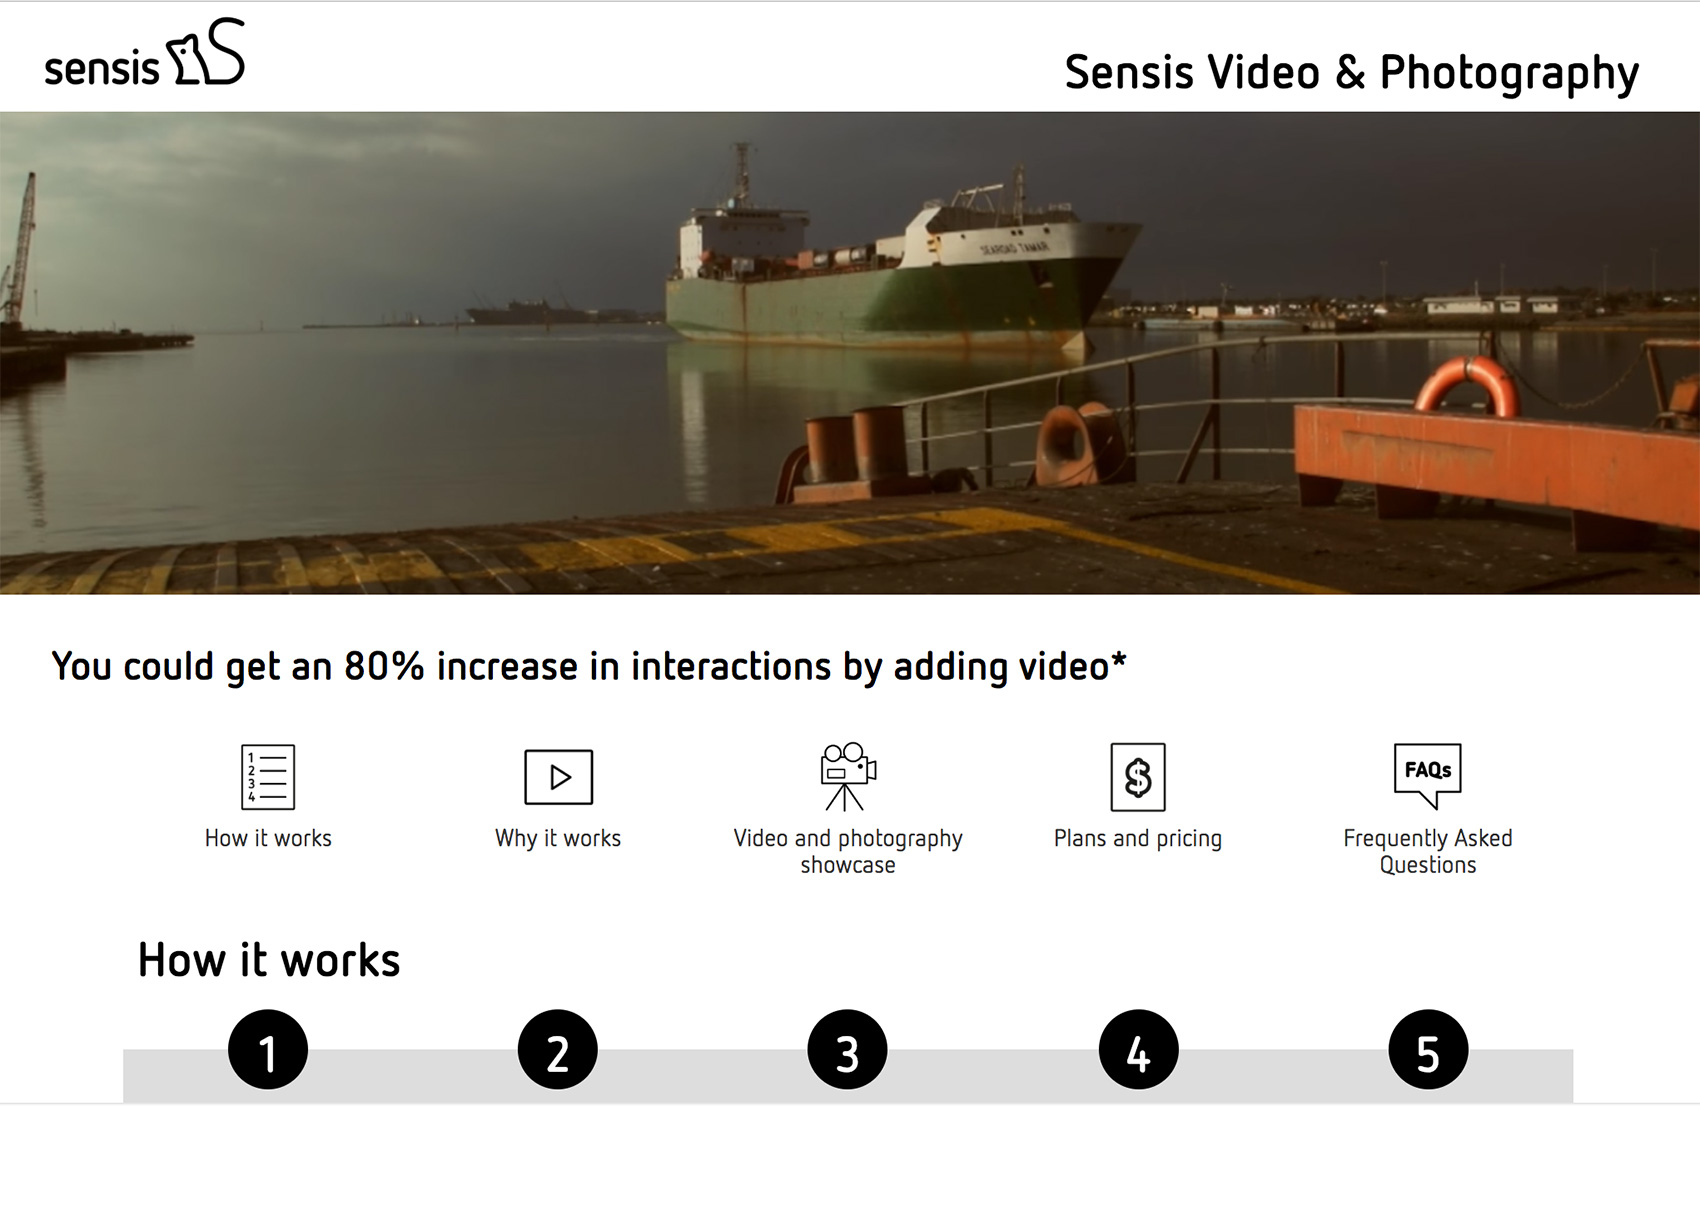 sensis
Sensis Video & Photography
SEAROAD TAMAR
You could get an 80% increase in interactions by adding video*
1
2
3
4
FAQs
How it works
Why it works
Video and photography
showcase
Plans and pricing
Frequently Asked
Questions
How it works
1 2 3 4 5